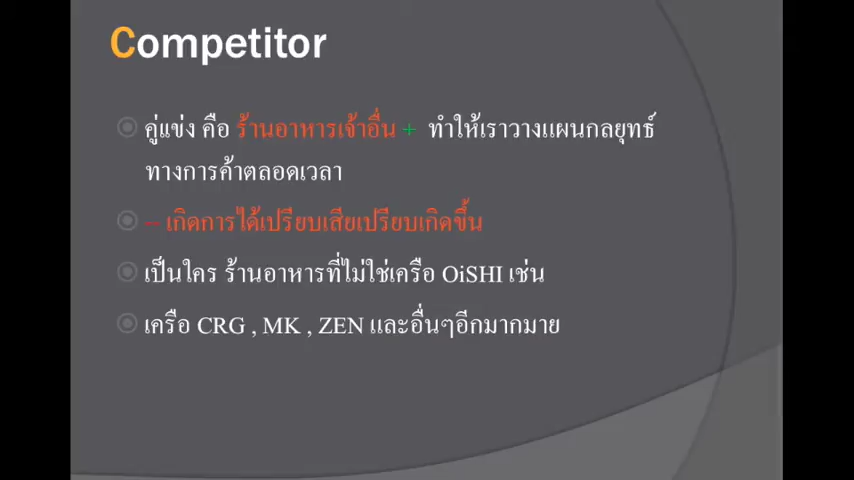 Competitor
คู่แข่ง คือ ร้านอาหารเจ้าอื่น + ทำให้เราวางแผนกลยุทธ์
ทางการค้าตลอดเวลา
– เกิดการได้เปรียบเสียเปรียบเกิดขึ้น
เป็นใคร ร้านอาหารที่ไม่ใช่เครือ OiSHI เช่น
เครือ CRG , MK , ZEN และอื่นๆอีกมากมาย